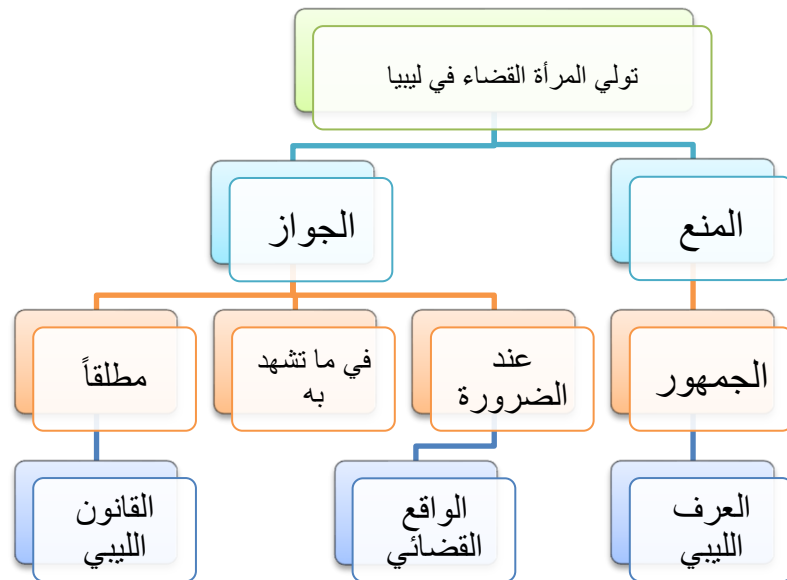 تولي المرأة القضاء في ليبيا
المنع
الجواز
الجمهور
عند
الضرورة
في ما تشهد
به
مطلقاً
العرف
الليبي
الواقع
القضائي
القانون
الليبي